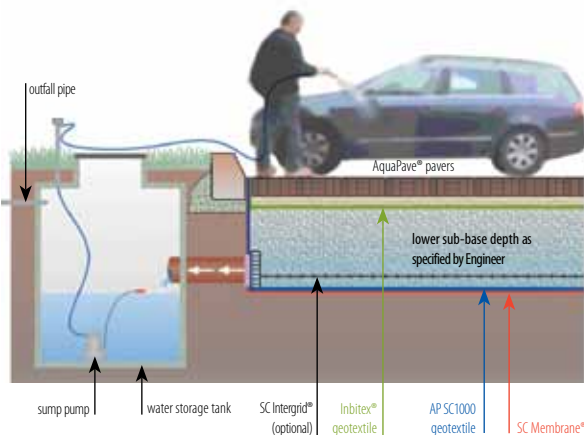 outfall pipe
AquaPave® pavers
lower sub-base depth as
specified by Engineer
sump pump
water storage tank
SC Intergrid®
(optional)
Inbitex®
geotextile
AP SC1000
geotextile
SC Membrane®